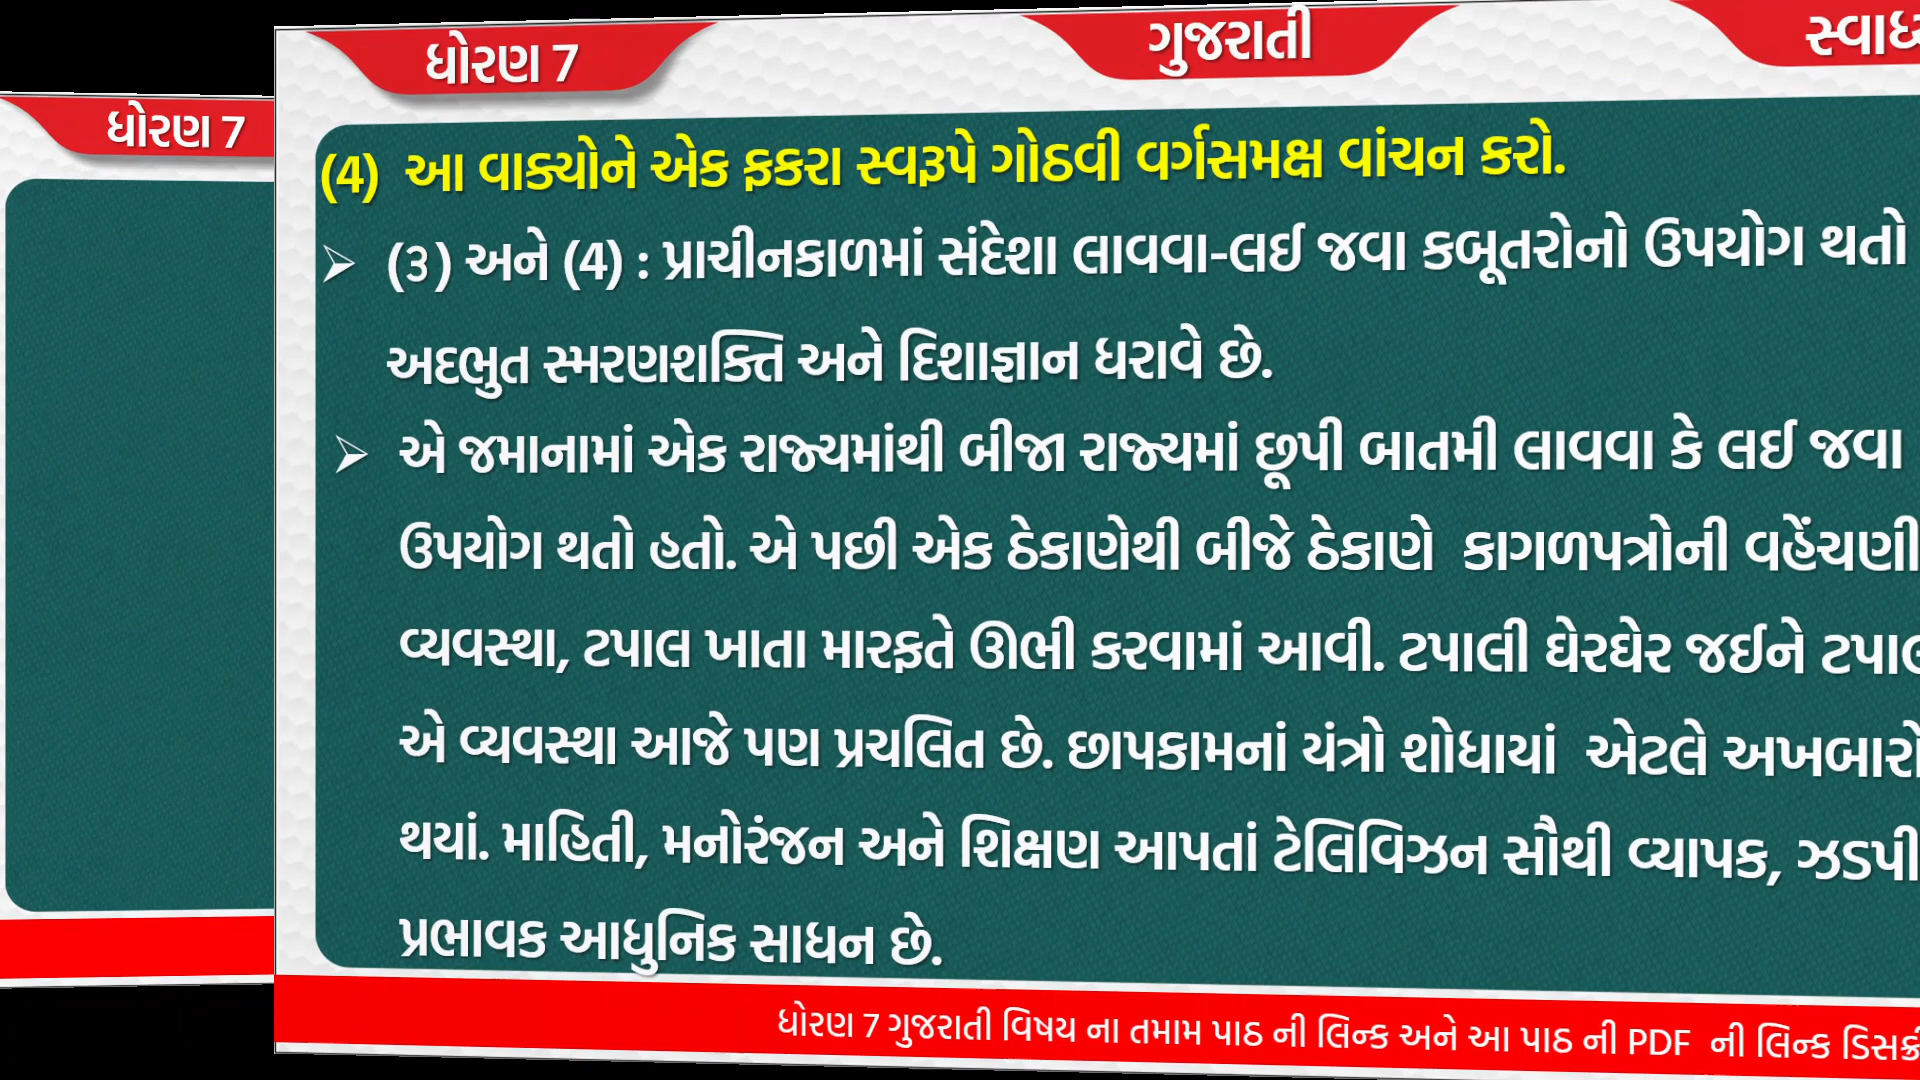 ધોરણ 7
ધોરણ 7
ગુજરાતી
(4) આ વાક્યોને એક ફકરા સ્વરૂપે ગોઠવી વર્ગસમક્ષ વાંચન કરો.
➢ (3) અને (4) : પ્રાચીનકાળમાં સંદેશા લાવવા-લઈ જવા કબૂતરોનો ઉપયોગ થતો
અદભુત સ્મરણશક્તિ અને દિશાજ્ઞાન ધરાવે છે.
➢ એ જમાનામાં એક રાજ્યમાંથી બીજા રાજ્યમાં છૂપી બાતમી લાવવા કે લઈ જવા
ઉપયોગ થતો હતો. એ પછી એક ઠેકાણેથી બીજે ઠેકાણે કાગળપત્રોની વહેંચણી
વ્યવસ્થા, ટપાલ ખાતા મારફતે ઊભી કરવામાં આવી. ટપાલી ઘેરઘેર જઈને ટપાલ
એ વ્યવસ્થા આજે પણ પ્રચલિત છે. છાપકામનાં યંત્રો શોધાયાં એટલે અખબારો
થયાં. માહિતી, મનોરંજન અને શિક્ષણ આપતાં ટેલિવિઝન સૌથી વ્યાપક, ઝડપી
પ્રભાવક આધુનિક સાધન છે.
ધોરણ 7 ગુજરાતી વિષય ના તમામ પાઠ ની લિન્ક અને આ પાઠ ની PDF ની લિન્ક